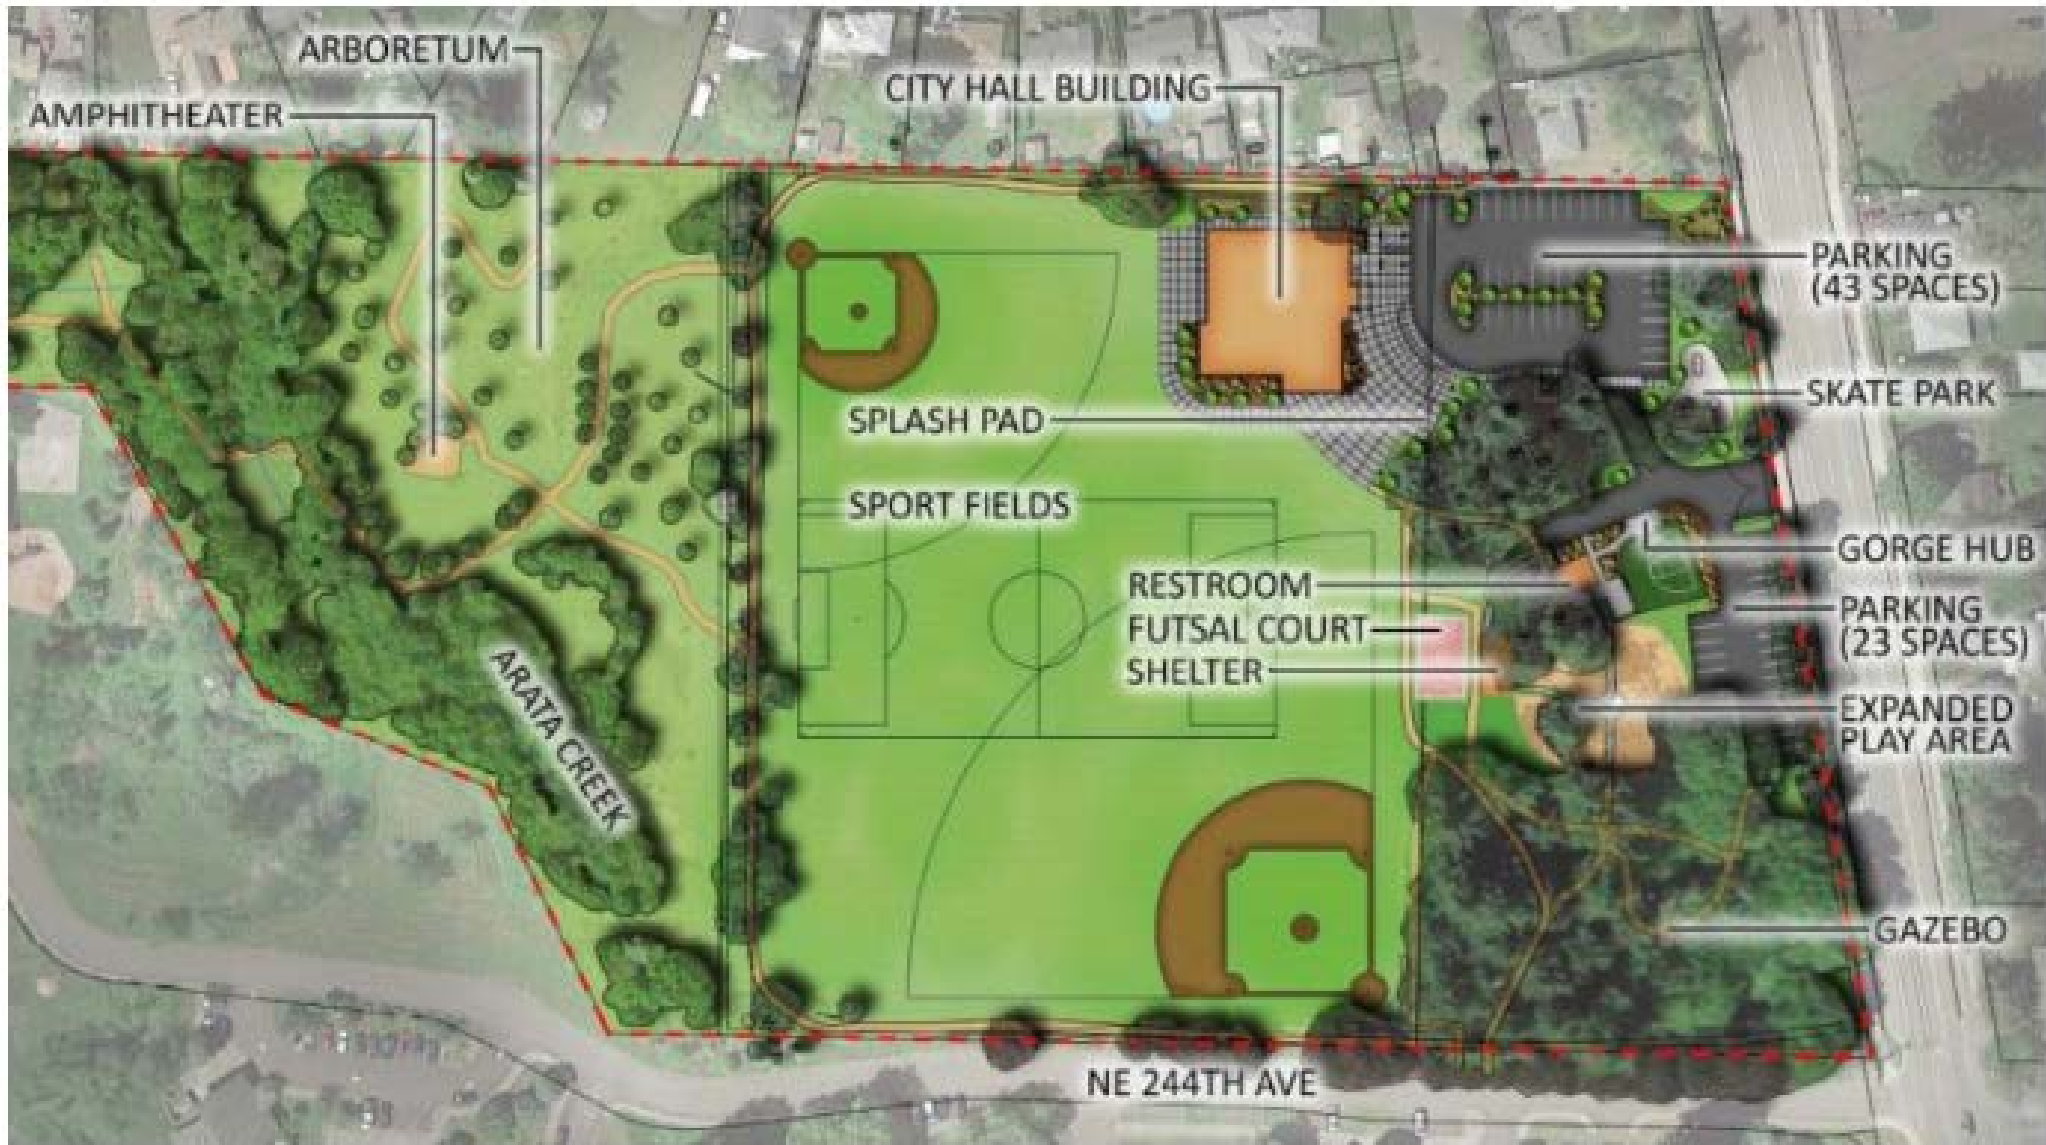 ARBORETUM
AMPHITHEATER
CITY HALL BUILDING
PARKING
(43 SPACES)
SKATE PARK
SPLASH PAD
SPORT FIELDS
GORGE HUB
RESTROOM
PARKING
(23 SPACES)
FUTSAL COURT
SHELTER
EXPANDED
PLAY AREA
ARATA CREEK
GAZEBO
NE 244TH AVE